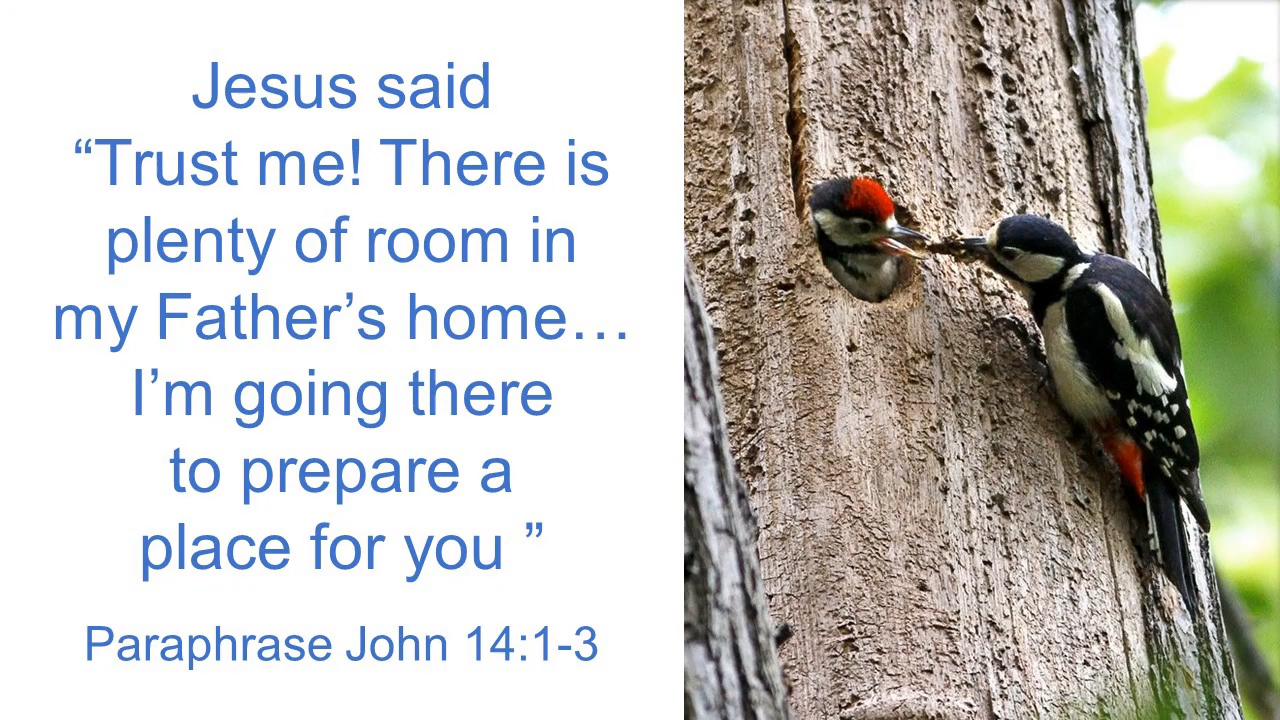 Jesus said
“Trust me! There is
plenty of room in
my Father’s home…
I’m going there
to prepare a
place for you ”
Paraphrase John 14:1-3